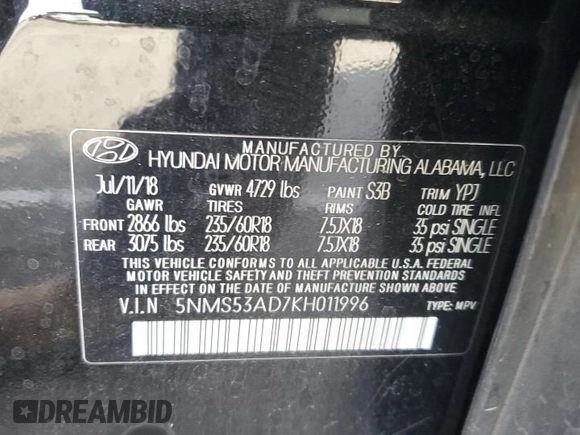 MANUFACTURED BY
HYUNDAI MOTOR MANUFACTURING ALABAMA, LLC
Jul/11/18 GVWR 4729 lbs PAINT S3B TRIM YPJ
GAWR TIRES RIMS COLD TIRE INFL
FRONT 2866 lbs 235/60R18 7.5JX18 35 psi SINGLE
REAR 3075 lbs 235/60R18 7.5JX18 35 psi SINGLE
THIS VEHICLE CONFORMS TO ALL APPLICABLE U.S.A. FEDERAL
MOTOR VEHICLE SAFETY AND THEFT PREVENTION STANDARDS
IN EFFECT ON THE DATE OF MANUFACTURE SHOWN ABOVE.
V.I.N 5NMS53AD7KH011996 TYPE: MPV
DREAMBID